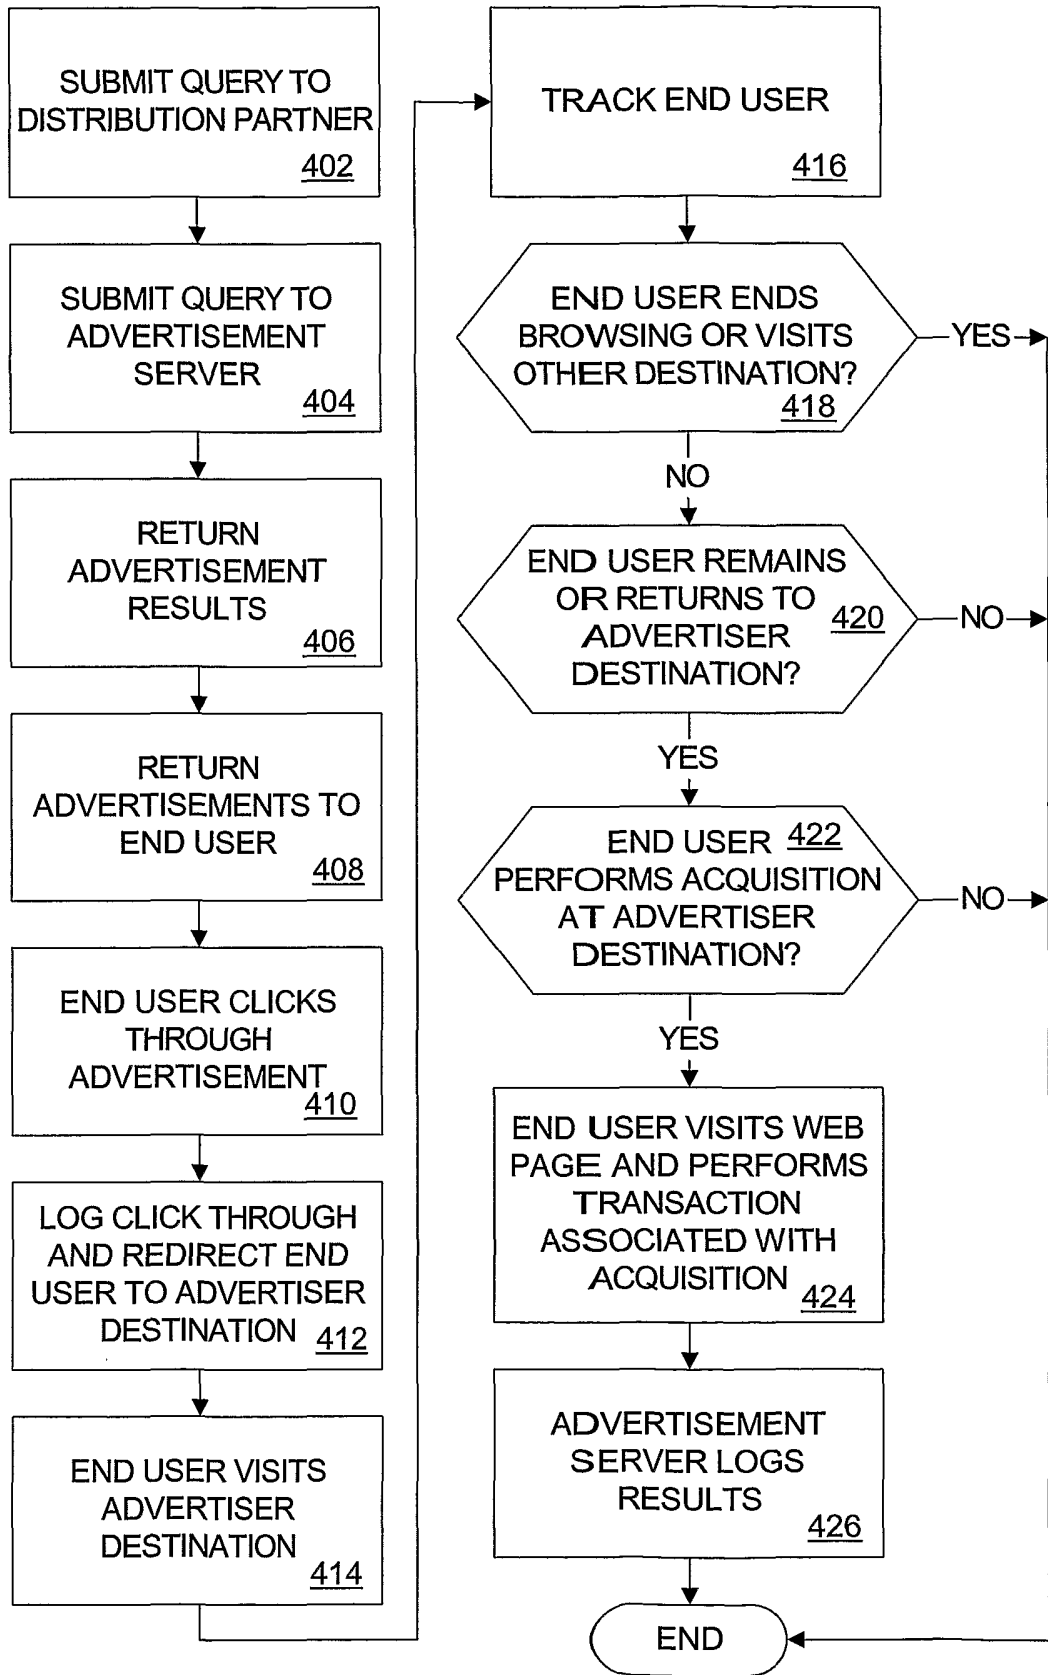 SUBMIT QUERY TO
DISTRIBUTION PARTNER
402
SUBMIT QUERY TO
ADVERTISEMENT
SERVER
404
RETURN
ADVERTISEMENT
RESULTS
406
RETURN
ADVERTISEMENTS TO
END USER
408
END USER CLICKS
THROUGH
ADVERTISEMENT
410
LOG CLICK THROUGH
AND REDIRECT END
USER TO ADVERTISER
DESTINATION
412
END USER VISITS
ADVERTISER
DESTINATION
414
TRACK END USER
416
END USER ENDS
BROWSING OR VISITS
OTHER DESTINATION?
418
YES
NO
END USER REMAINS
OR RETURNS TO
ADVERTISER
DESTINATION?
420
NO
YES
END USER
422
PERFORMS ACQUISITION
AT ADVERTISER
DESTINATION?
NO
YES
END USER VISITS WEB
PAGE AND PERFORMS
TRANSACTION
ASSOCIATED WITH
ACQUISITION
424
ADVERTISEMENT
SERVER LOGS
RESULTS
426
END